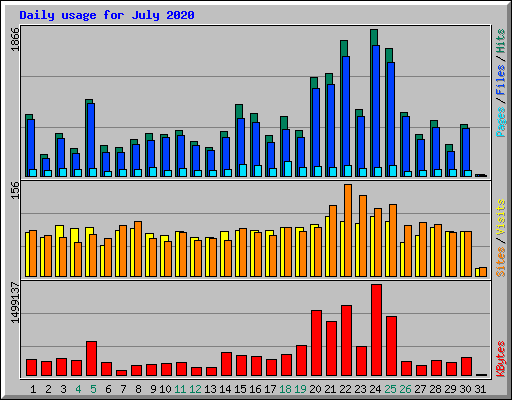 Daily usage for July 2020
1866
Pages / Files / Hits
156
Sites / Visits
1499137
KBytes
1 2 3 4 5 6 7 8 9 10 11 12 13 14 15 16 17 18 19 20 21 22 23 24 25 26 27 28 29 30 31